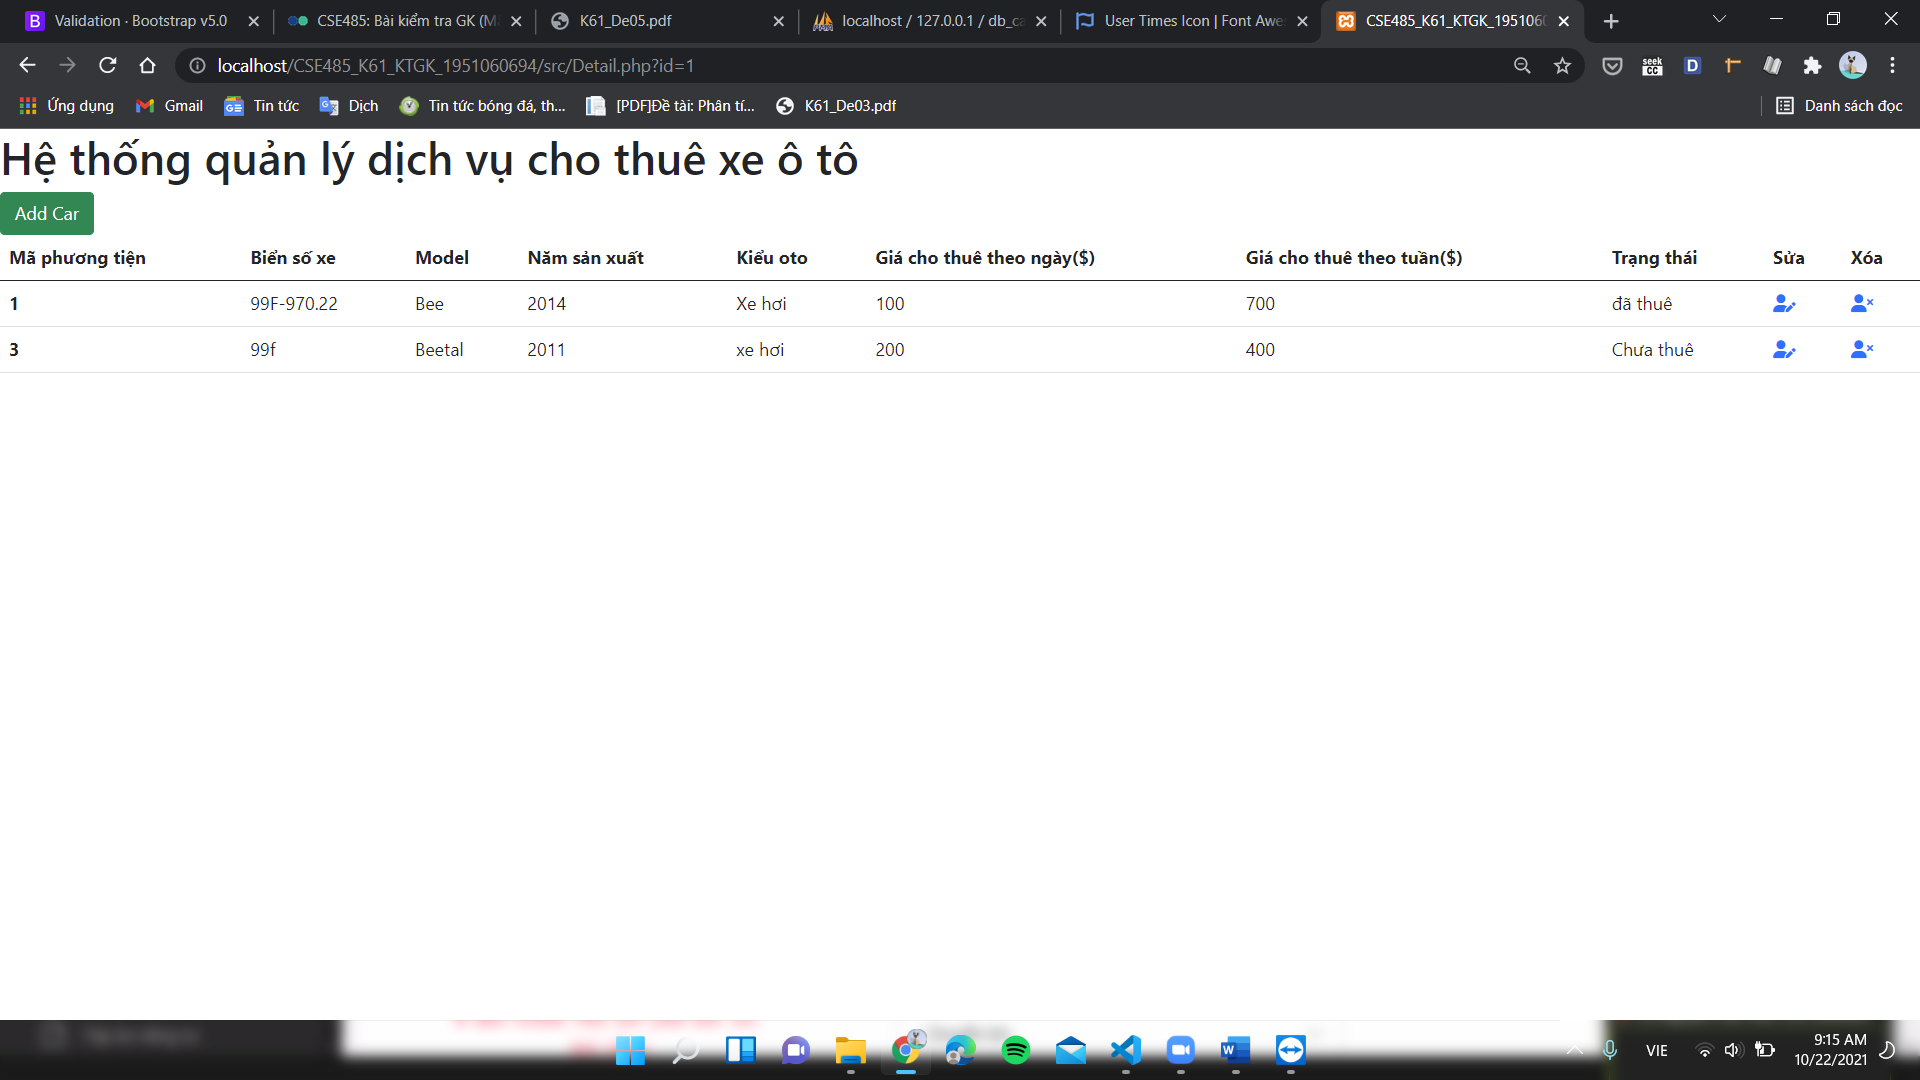 Validation · Bootstrap v5.0
CSE485: Bài kiểm tra GK (Mã
K61_De05.pdf
localhost / 127.0.0.1 / db_ca
User Times Icon | Font Awe
CSE485_K61_KTGK_1951060
localhost/CSE485_K61_KTGK_1951060694/src/Detail.php?id=1
seek CC
D
Ứng dụng
Gmail
Tin tức
Dịch
Tin tức bóng đá, th...
[PDF]Đề tài: Phân tí...
K61_De03.pdf
Danh sách đọc
Hệ thống quản lý dịch vụ cho thuê xe ô tô
Add Car
Mã phương tiện Biển số xe Model Năm sản xuất Kiểu oto Giá cho thuê theo ngày($) Giá cho thuê theo tuần($) Trạng thái Sửa Xóa
1 99F-970.22 Bee 2014 Xe hơi 100 700 đã thuê
3 99f Beetal 2011 xe hơi 200 400 Chưa thuê
VIE
9:15 AM
10/22/2021